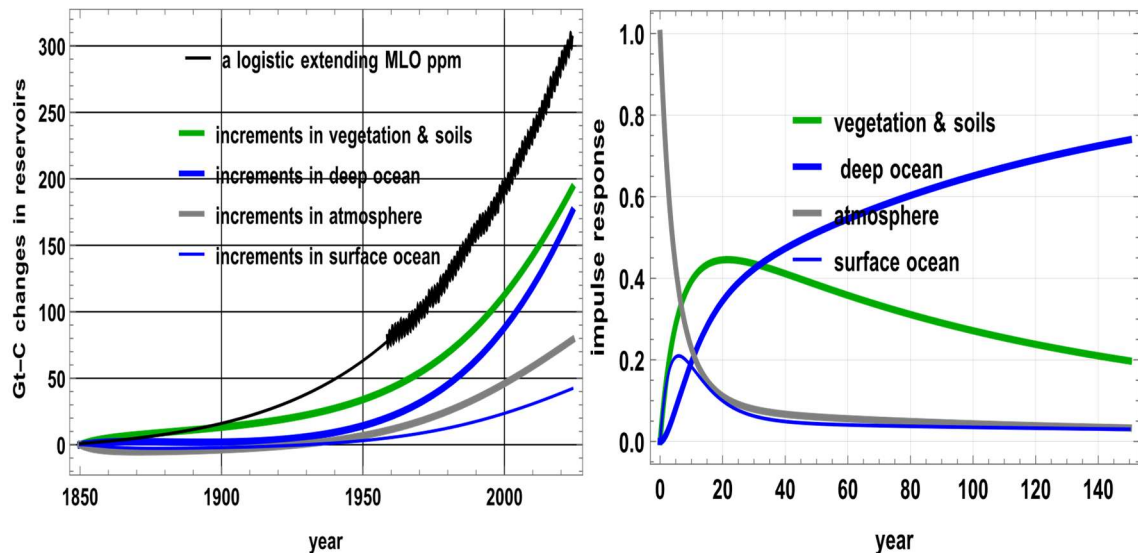 Gt–C changes in reservoirs
300
250
200
150
100
50
0
a logistic extending MLO ppm
increments in vegetation & soils
increments in deep ocean
increments in atmosphere
increments in surface ocean
1850
1900
1950
2000
year
impulse response
1.0
0.8
0.6
0.4
0.2
0.0
vegetation & soils
deep ocean
atmosphere
surface ocean
0
20
40
60
80
100
120
140
year